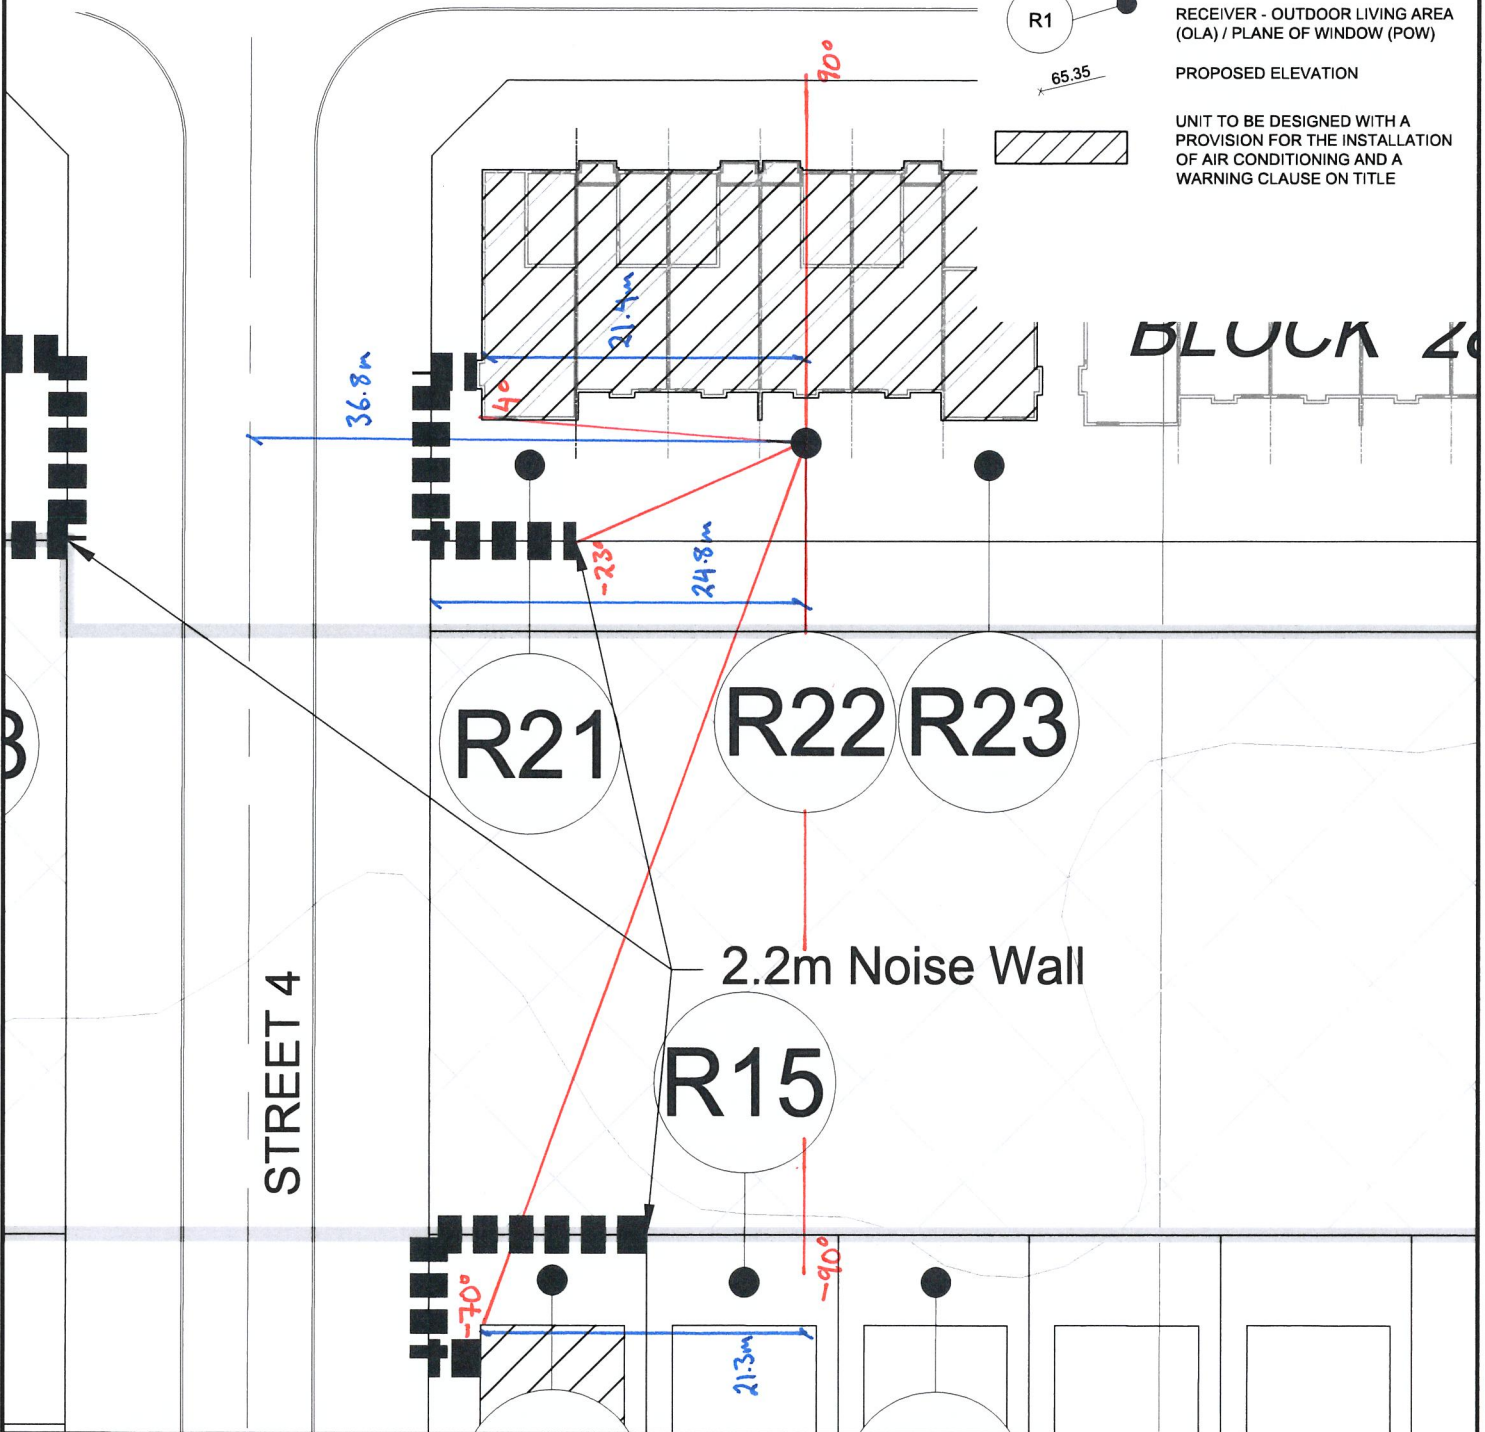 R1
RECEIVER - OUTDOOR LIVING AREA
(OLA) / PLANE OF WINDOW (POW)
65.35
PROPOSED ELEVATION
UNIT TO BE DESIGNED WITH A
PROVISION FOR THE INSTALLATION
OF AIR CONDITIONING AND A
WARNING CLAUSE ON TITLE
90°
21.4m
BLOCK
36.8m
4°
-23°
24.8m
R21
R22
R23
2.2m Noise Wall
STREET 4
R15
-70°
-90°
21.3m